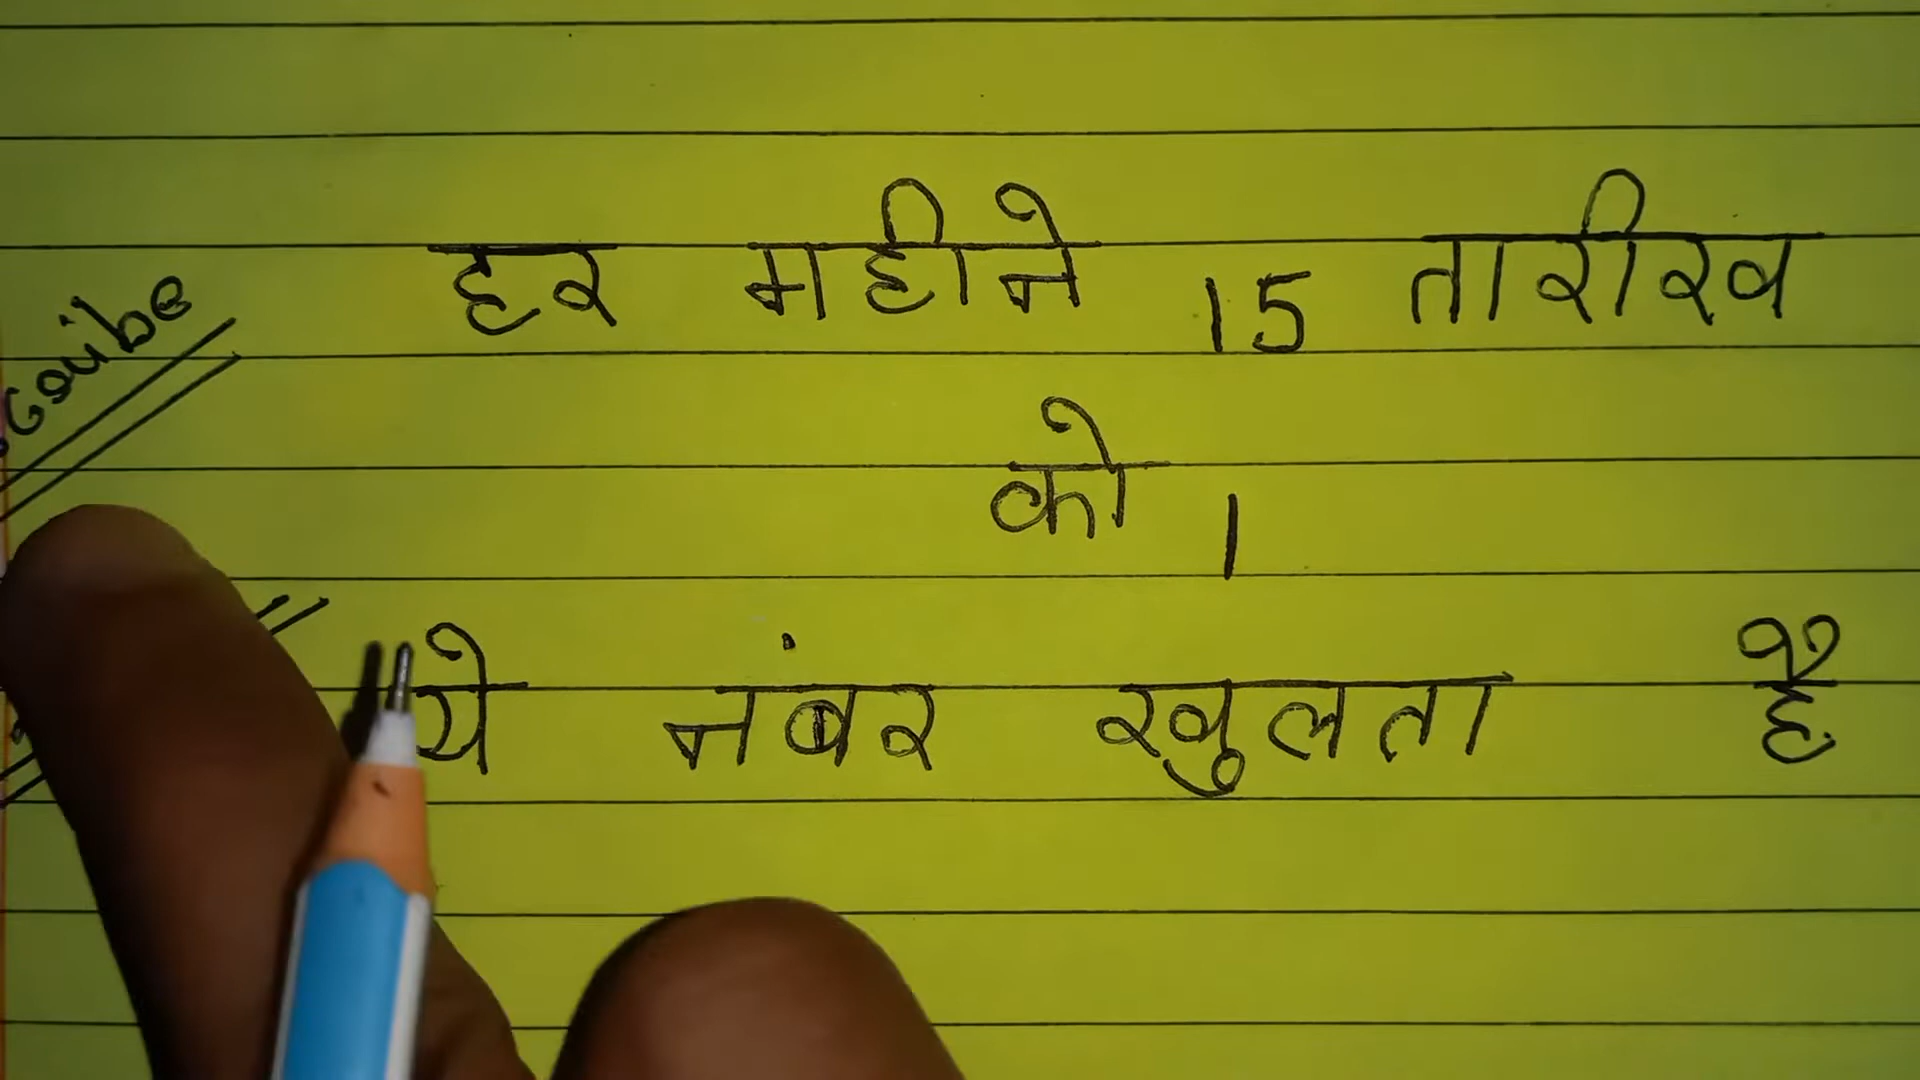 हर महीने 15 तारीख
को ।
ये नंबर खुलता है